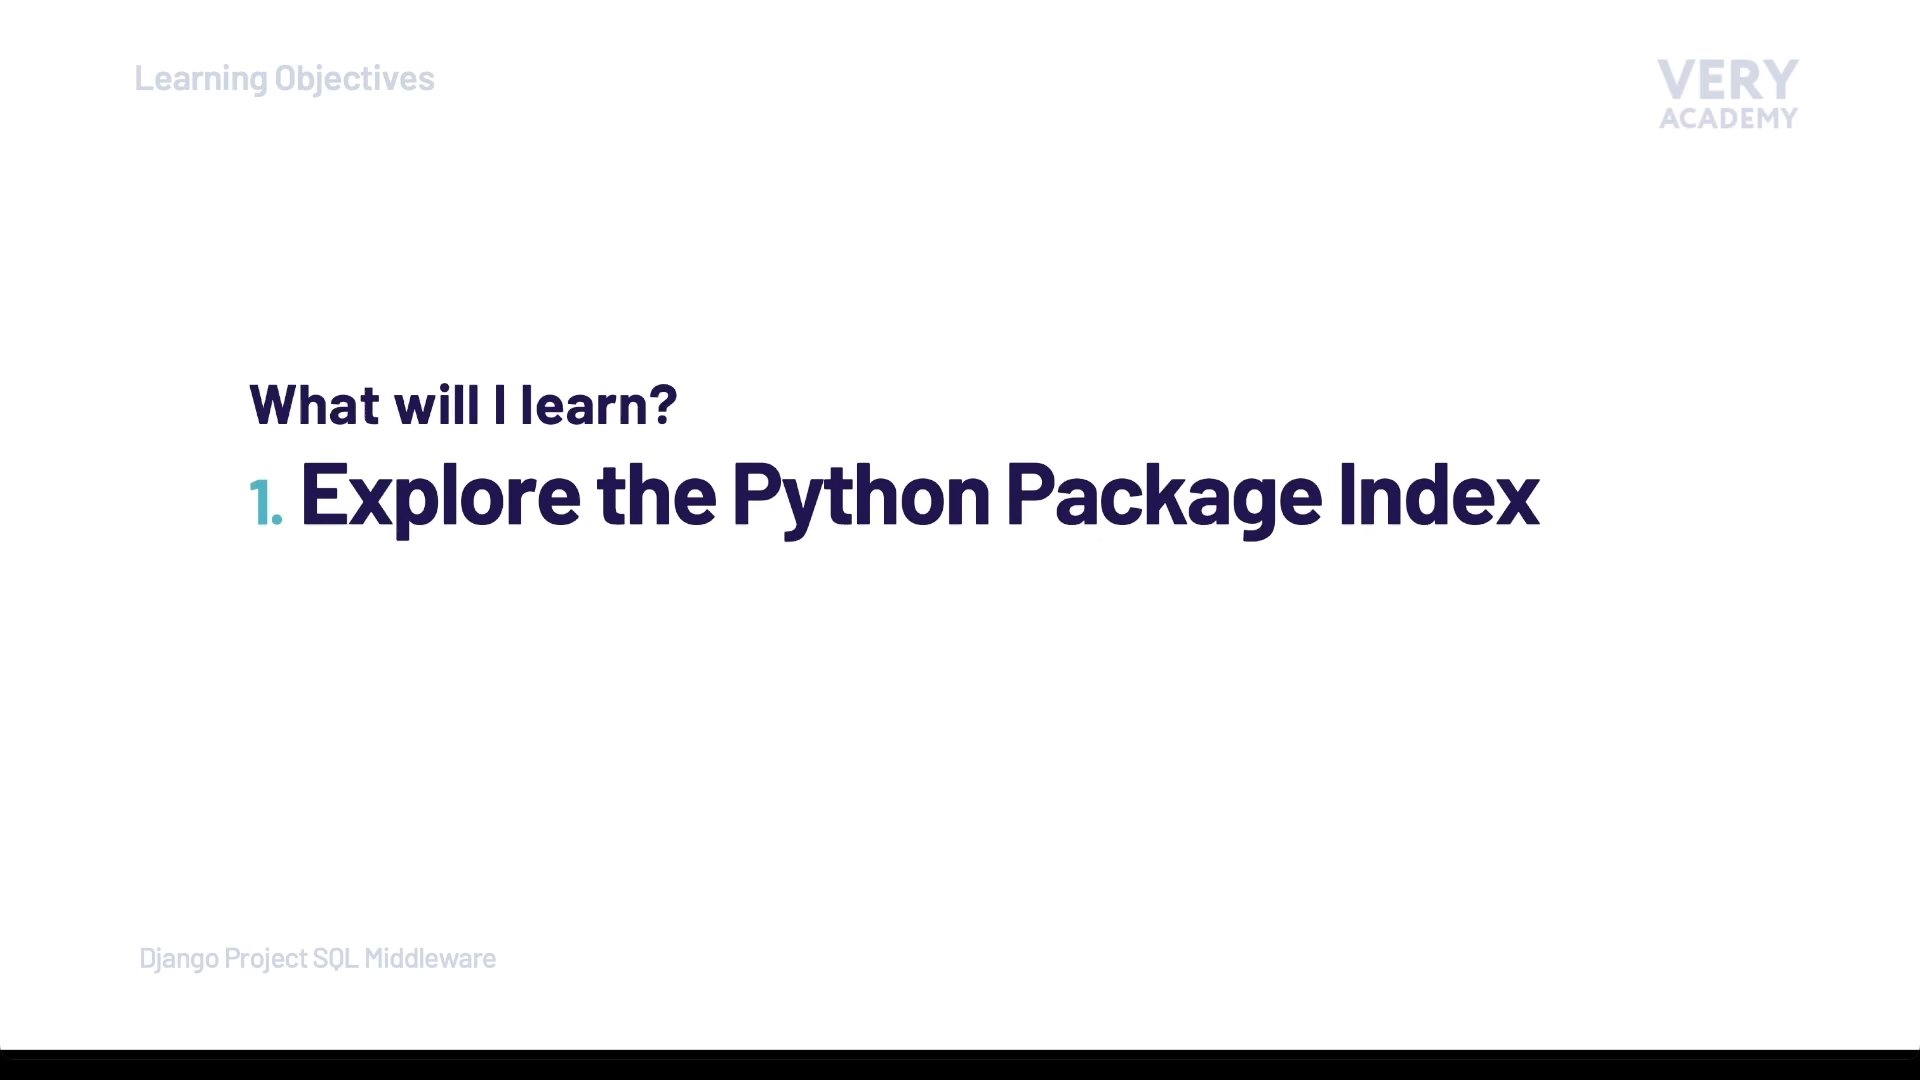 Learning Objectives
VERY
ACADEMY
What will I learn?
1. Explore the Python Package Index
Django Project SQL Middleware